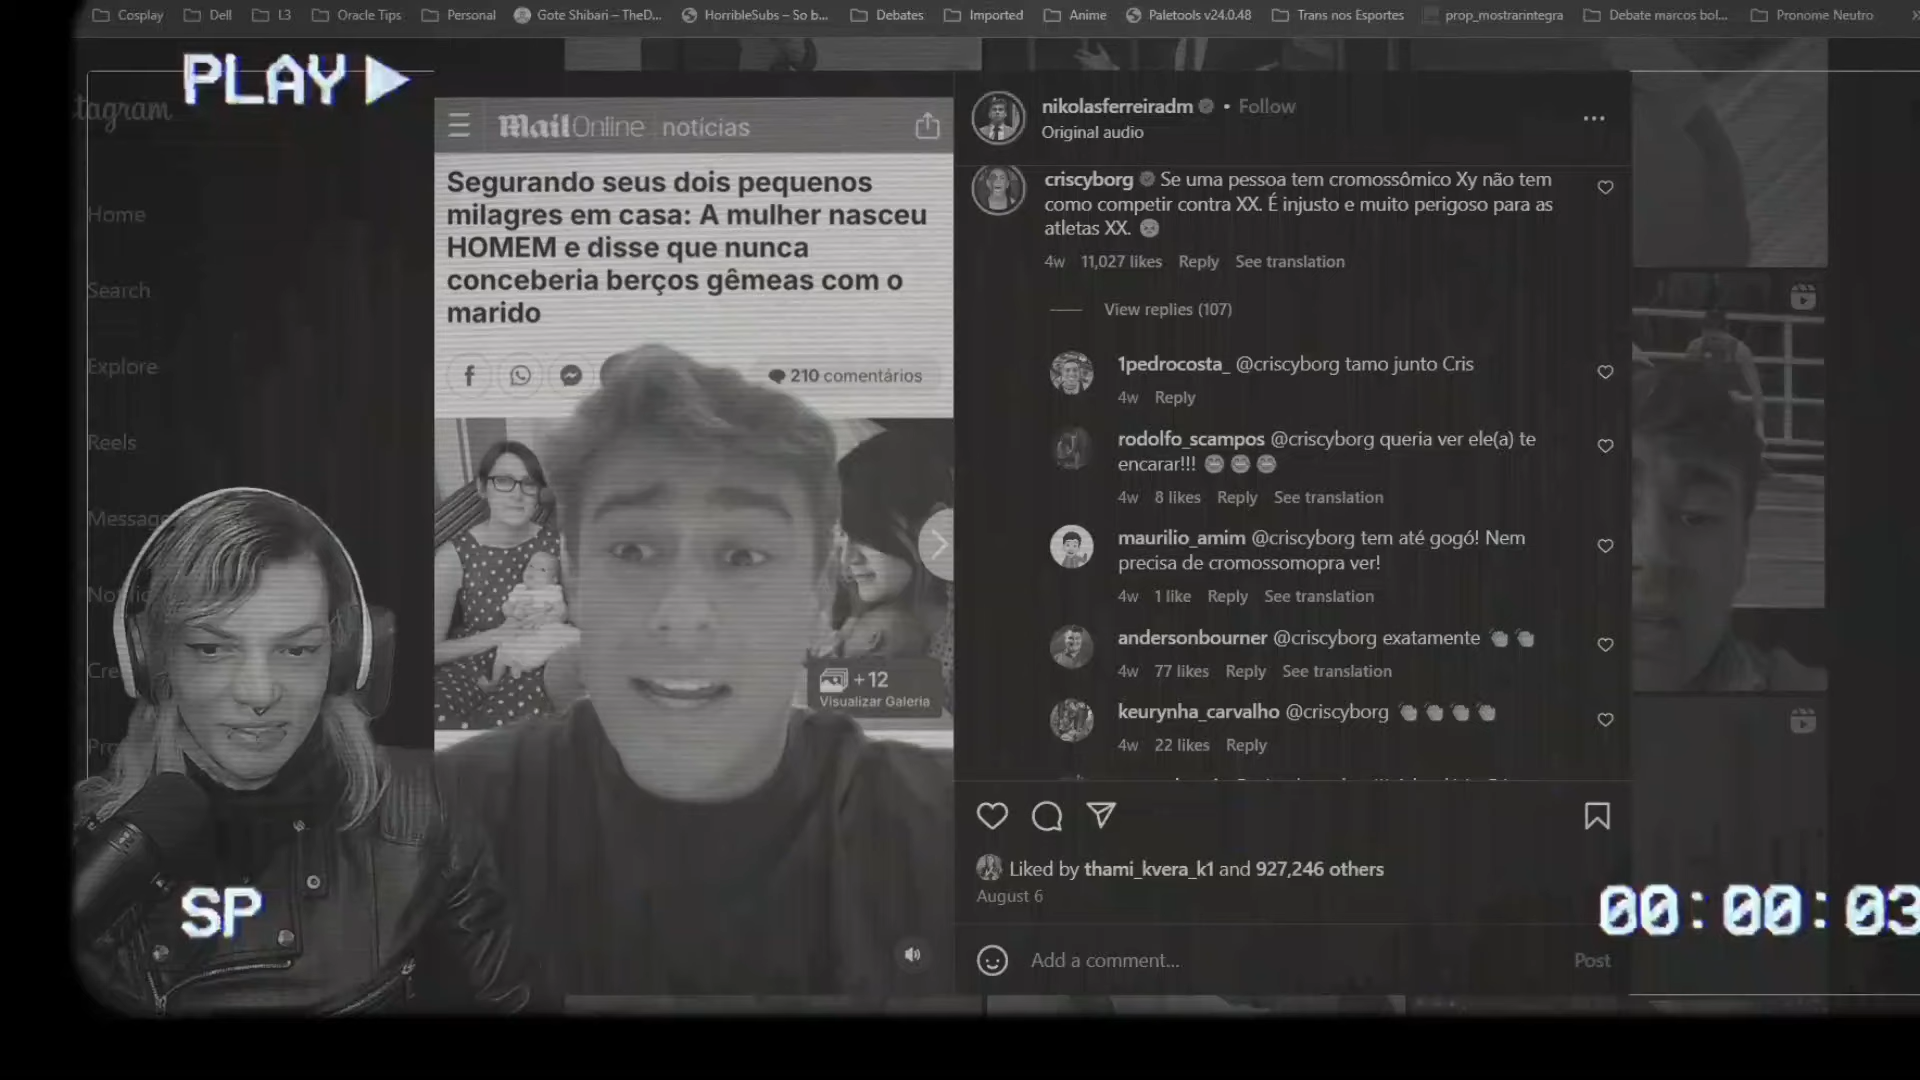 Cosplay Dell L3 Oracle Tips Personal Gote Shibari – TheD... HorribleSubs – So b... Debates Imported Anime Paletools v24.0.48 Trans nos Esportes prop_mostrarintegra Debate marcos bol... Pronome Neutro
PLAY
tagram
Home
Search
Explore
Reels
Message
MailOnline notícias
Segurando seus dois pequenos
milagres em casa: A mulher nasceu
HOMEM e disse que nunca
conceberia berços gêmeas com o
marido
210 comentários
+12
Visualizar Galeria
nikolasferreiradm • Follow
Original audio
criscyborg Se uma pessoa tem cromossômico Xy não tem
como competir contra XX. É injusto e muito perigoso para as
atletas XX.
4w 11,027 likes Reply See translation
View replies (107)
1pedrocosta_ @criscyborg tamo junto Cris
4w Reply
rodolfo_scampos @criscyborg queria ver ele(a) te
encarar!!!
4w 8 likes Reply See translation
maurilio_amim @criscyborg tem até gogó! Nem
precisa de cromossomopra ver!
4w 1 like Reply See translation
andersonbourner @criscyborg exatamente
4w 77 likes Reply See translation
keurynha_carvalho @criscyborg
4w 22 likes Reply
Liked by thami_kvera_k1 and 927,246 others
August 6
Add a comment... Post
SP
00:00:03